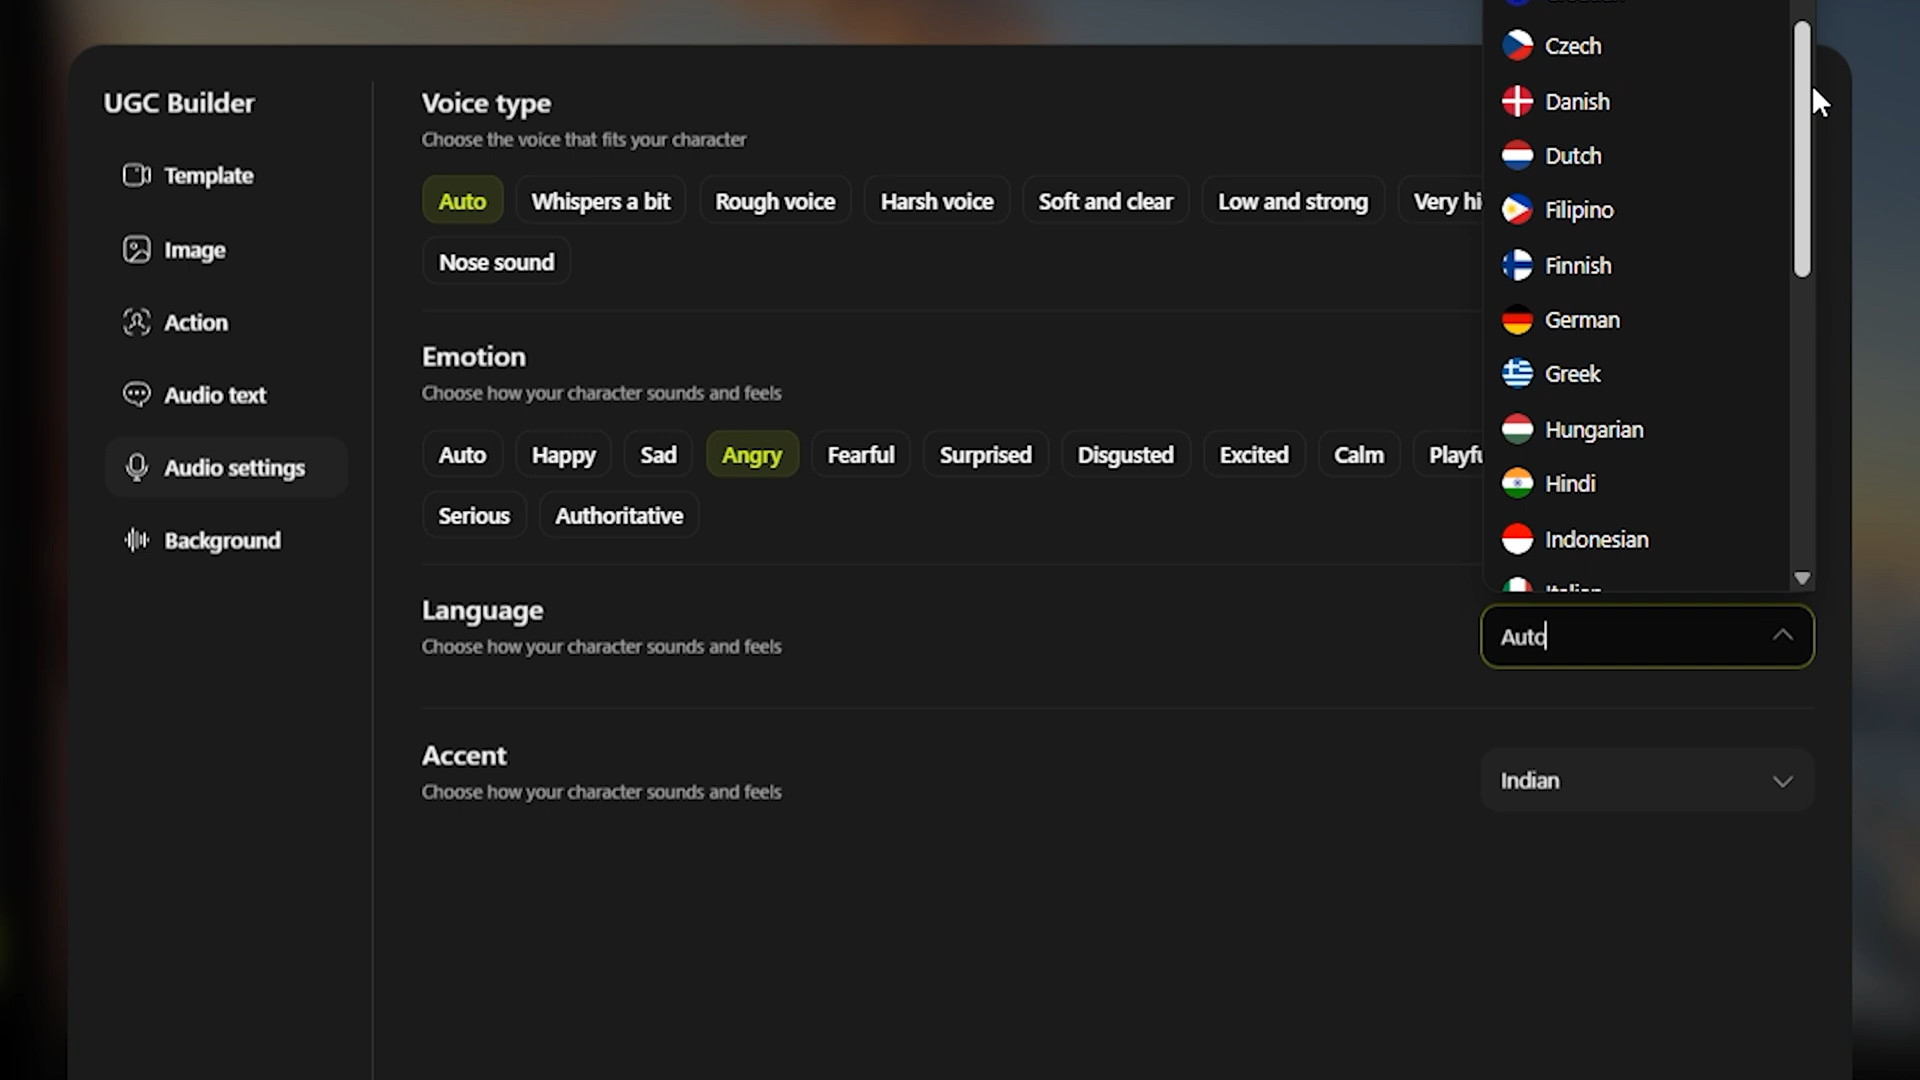 UGC Builder
Template
Image
Action
Audio text
Audio settings
Background
Voice type
Choose the voice that fits your character
Auto Whispers a bit Rough voice Harsh voice Soft and clear Low and strong Very hi
Nose sound
Emotion
Choose how your character sounds and feels
Auto Happy Sad Angry Fearful Surprised Disgusted Excited Calm Playfu
Serious Authoritative
Language
Choose how your character sounds and feels
Accent
Choose how your character sounds and feels
Czech
Danish
Dutch
Filipino
Finnish
German
Greek
Hungarian
Hindi
Indonesian
Auto
Indian